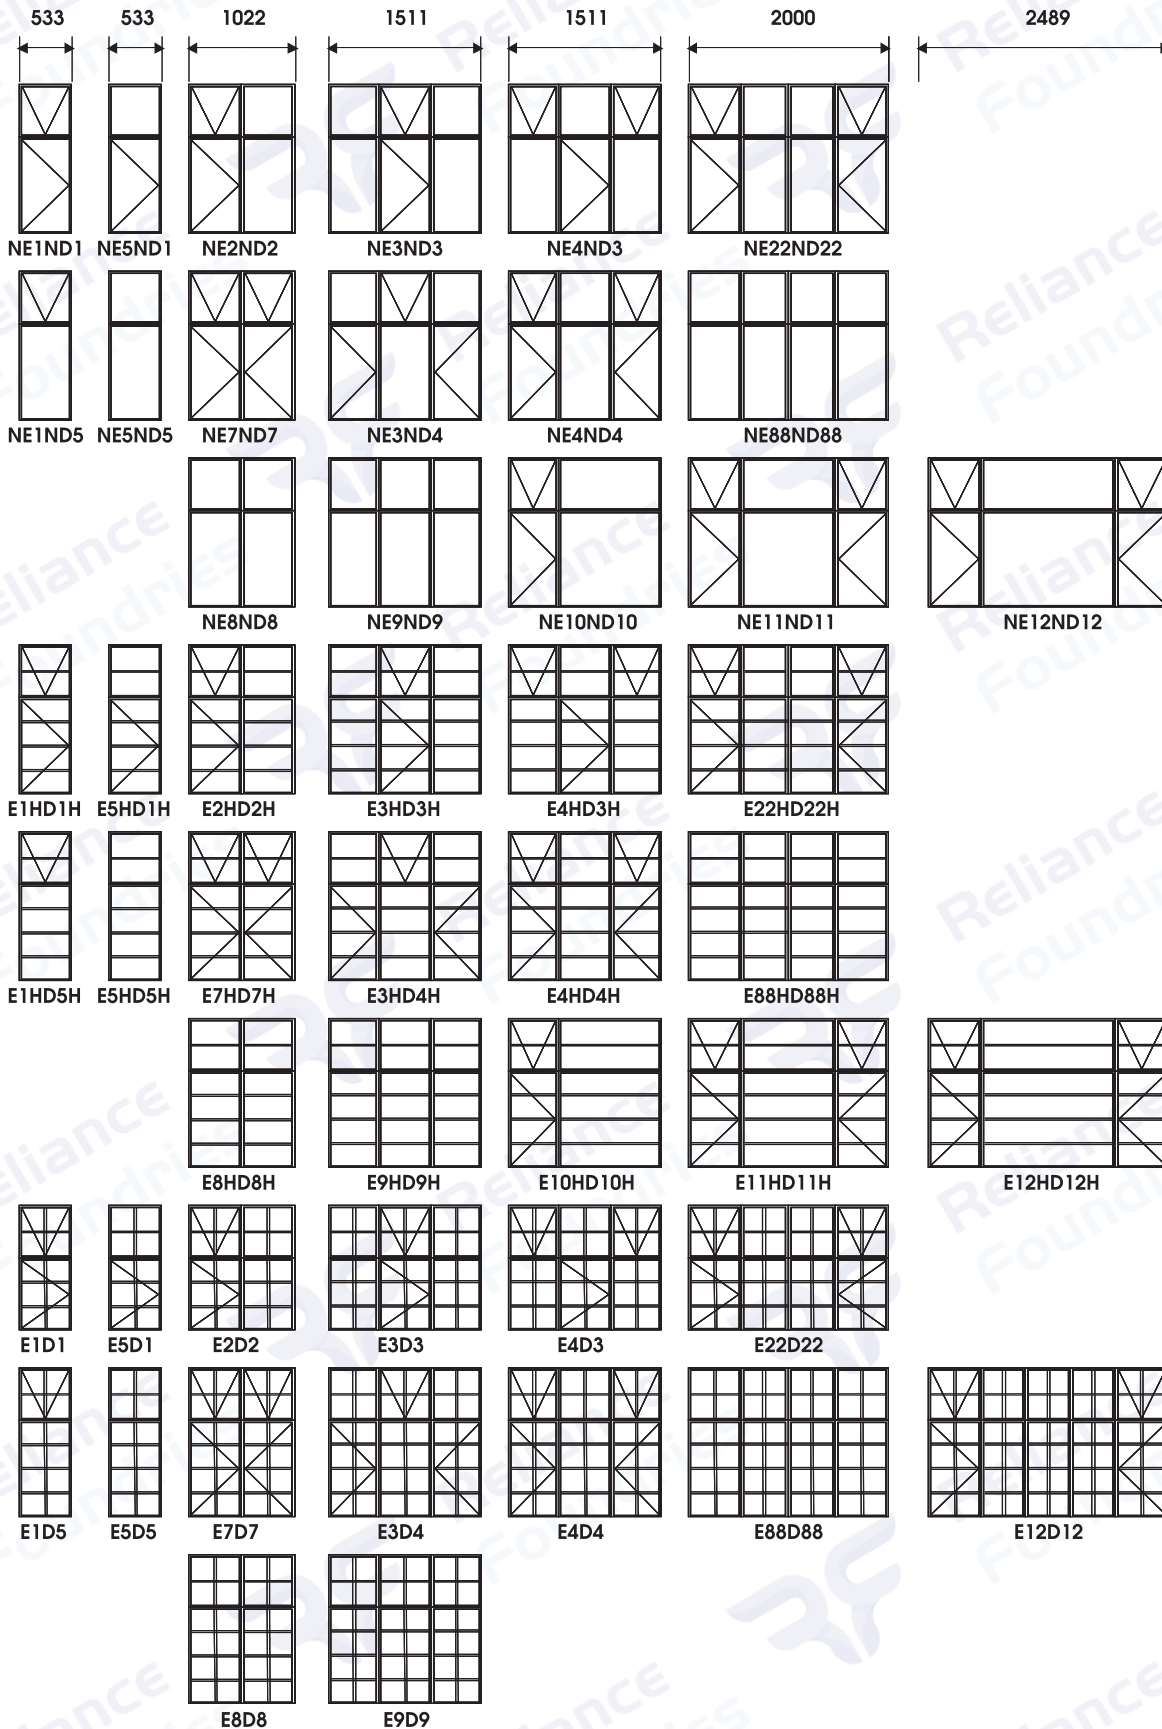 533 533 1022 1511 1511 2000 2489
NE1ND1 NE5ND1 NE2ND2 NE3ND3 NE4ND3 NE22ND22
NE1ND5 NE5ND5 NE7ND7 NE3ND4 NE4ND4 NE88ND88
NE8ND8 NE9ND9 NE10ND10 NE11ND11 NE12ND12
E1HD1H E5HD1H E2HD2H E3HD3H E4HD3H E22HD22H
E1HD5H E5HD5H E7HD7H E3HD4H E4HD4H E88HD88H
E8HD8H E9HD9H E10HD10H E11HD11H E12HD12H
E1D1 E5D1 E2D2 E3D3 E4D3 E22D22
E1D5 E5D5 E7D7 E3D4 E4D4 E88D88 E12D12
E8D8 E9D9
Reliance
Foundries